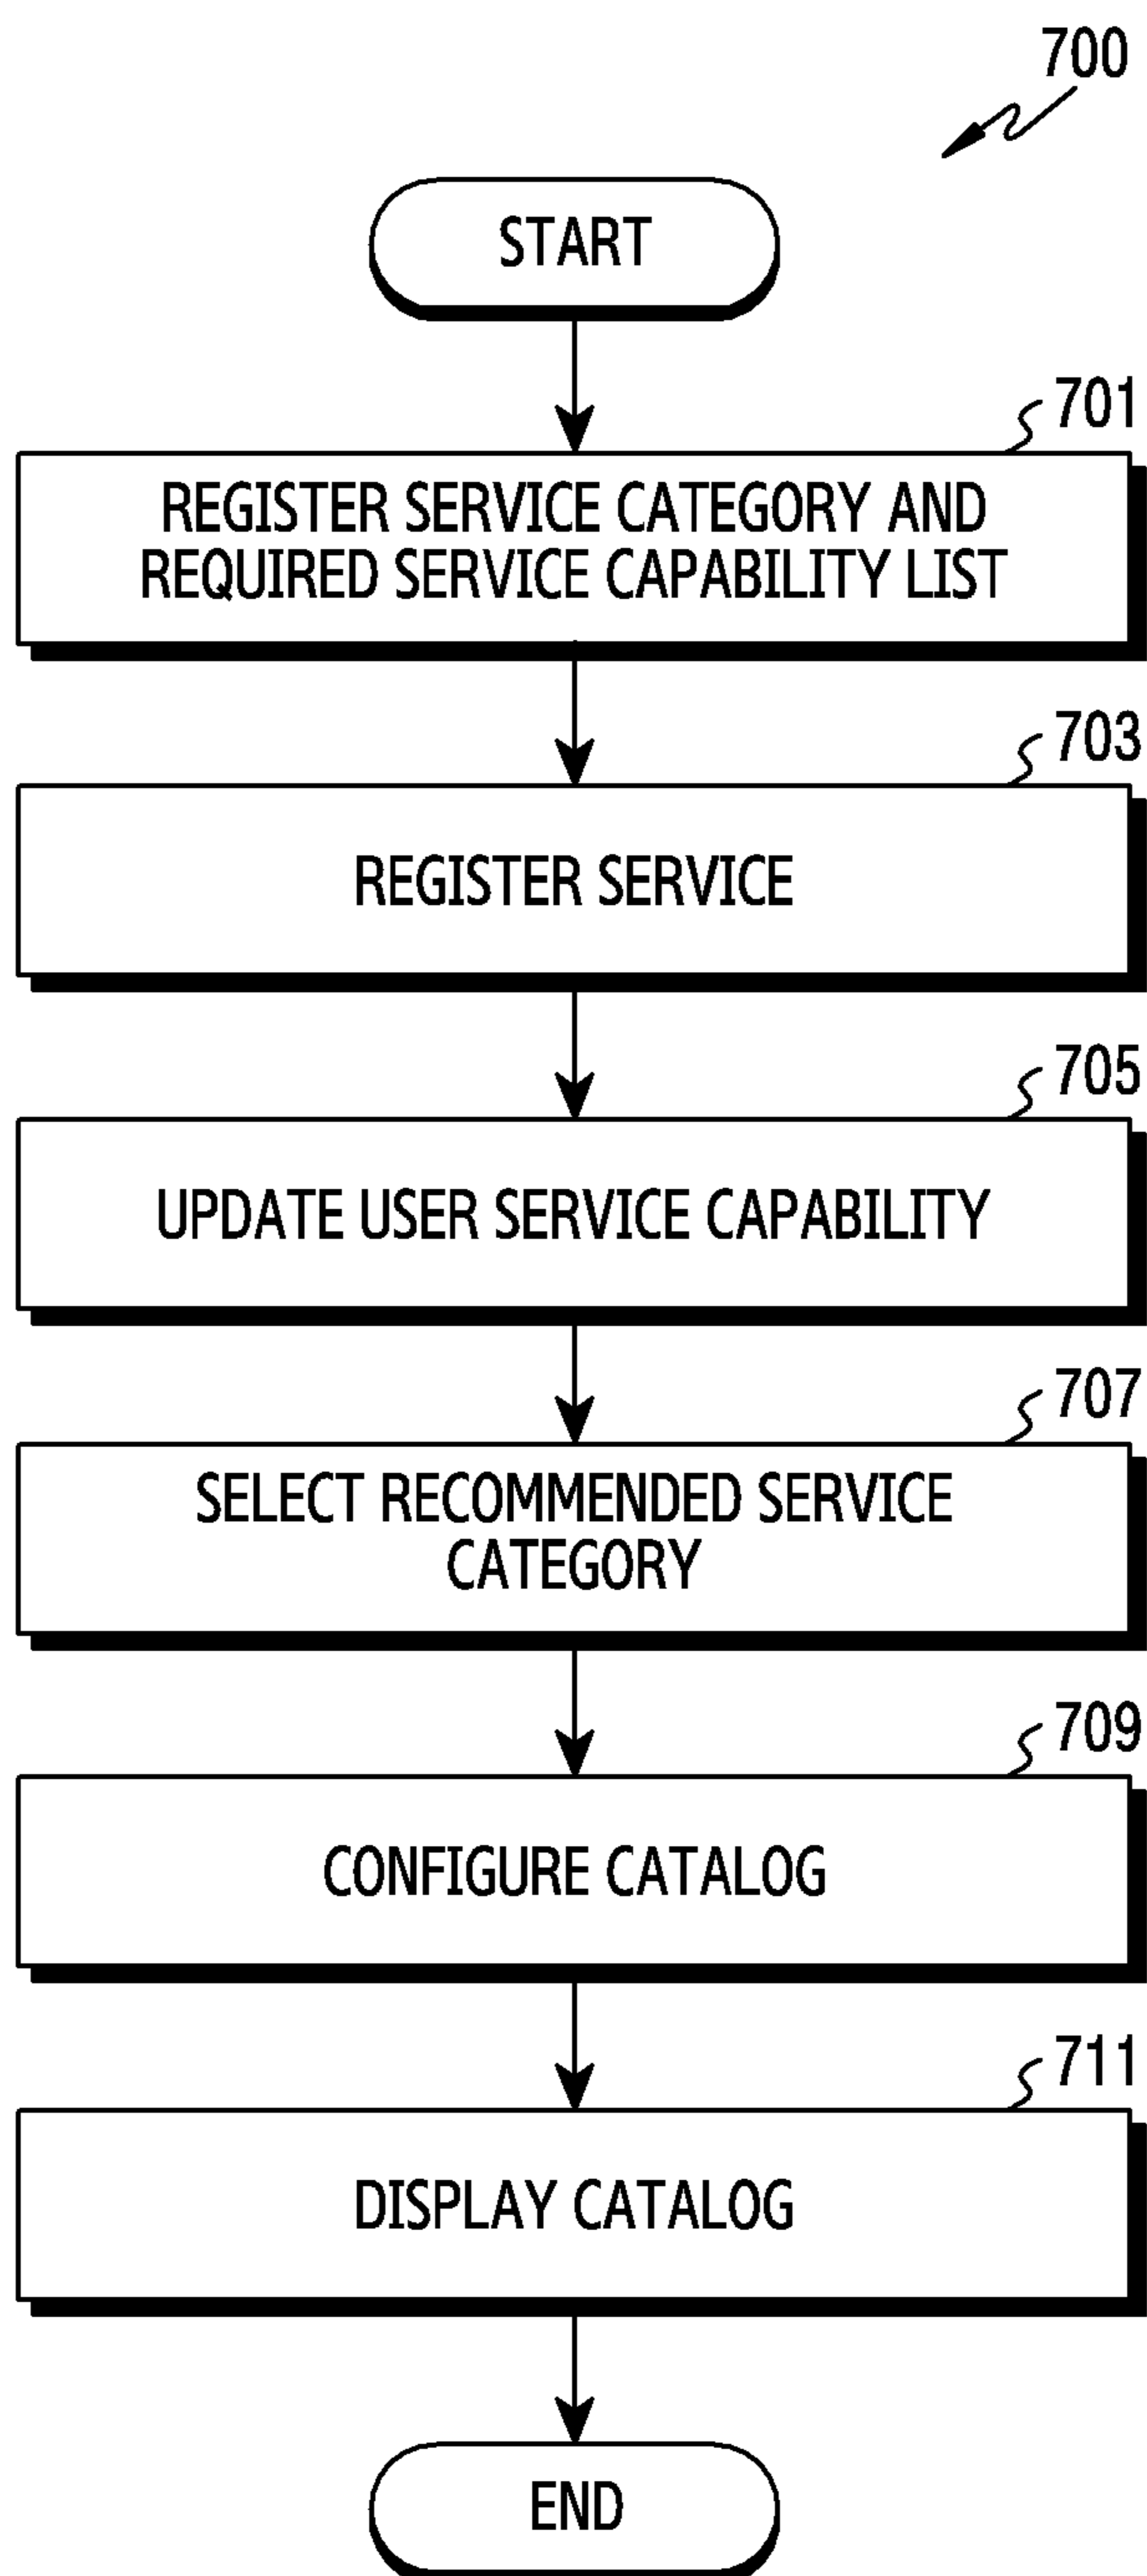 700
START
701
REGISTER SERVICE CATEGORY AND
REQUIRED SERVICE CAPABILITY LIST
703
REGISTER SERVICE
705
UPDATE USER SERVICE CAPABILITY
707
SELECT RECOMMENDED SERVICE
CATEGORY
709
CONFIGURE CATALOG
711
DISPLAY CATALOG
END